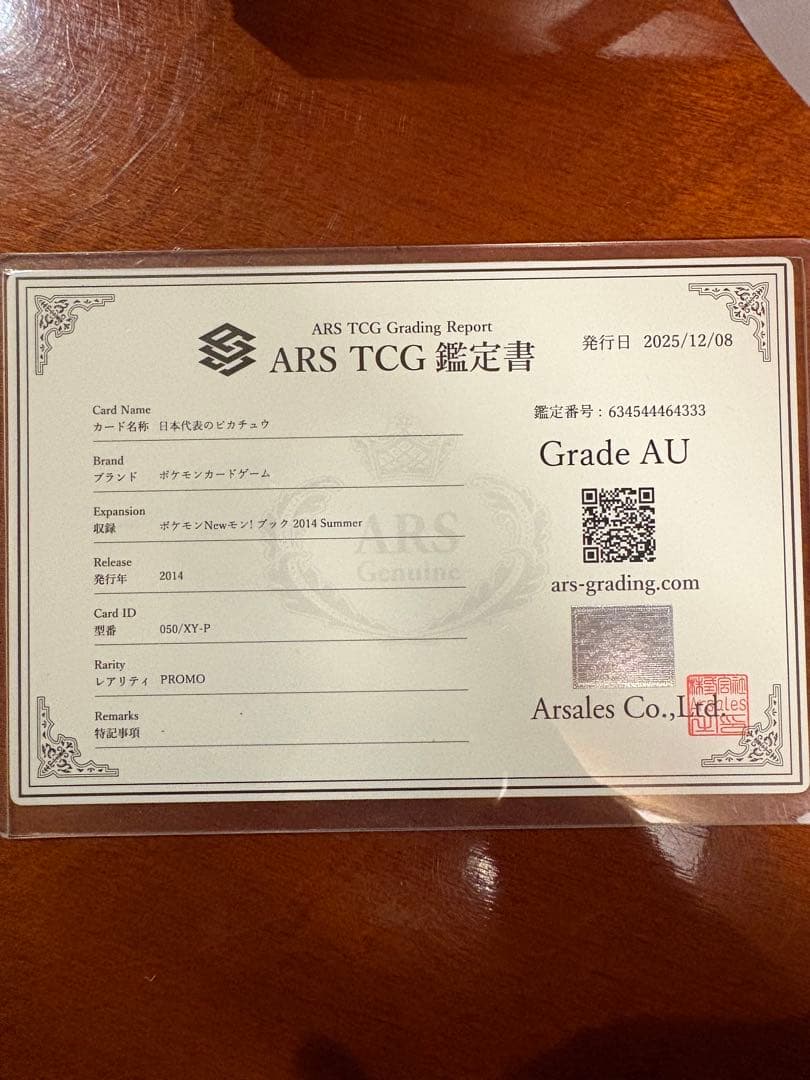 ARS TCG Grading Report
ARS TCG 鑑定書
発行日 2025/12/08
Card Name
カード名称 日本代表のピカチュウ
Brand
ブランド ポケモンカードゲーム
Expansion
収録 ポケモンNewモン! ブック 2014 Summer
Release
発行年 2014
Card ID
型番 050/XY-P
Rarity
レアリティ PROMO
Remarks
特記事項 -
鑑定番号 : 634544464333
Grade AU
ars-grading.com
Arsales Co.,Ltd.
株式会社
Arsales
ARS
Genuine